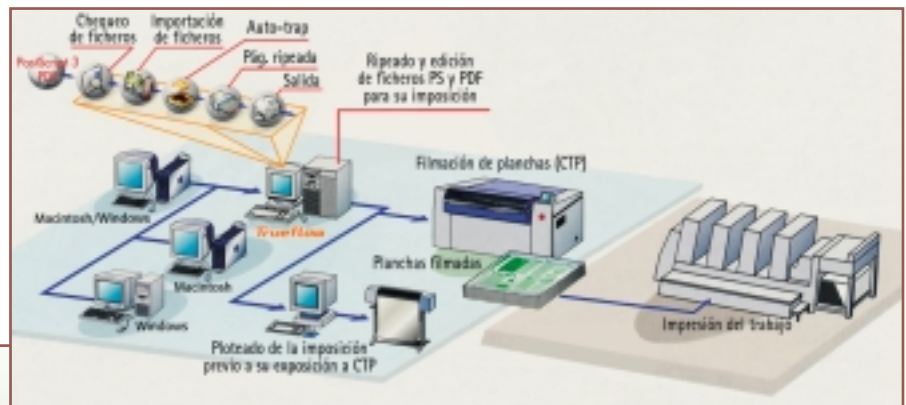 Chequeo
de ficheros
Importación
de ficheros
Auto-trap
PostScript 3
PDF
Pág. ripeada
Salida
Ripeado y edición
de ficheros PS y PDF
para su imposición
Filmación de planchas (CTP)
Macintosh/Windows
Trueflow
Macintosh
Planchas filmadas
Windows
Ploteado de la imposición
previo a su exposición a CTP
Impresión del trabajo